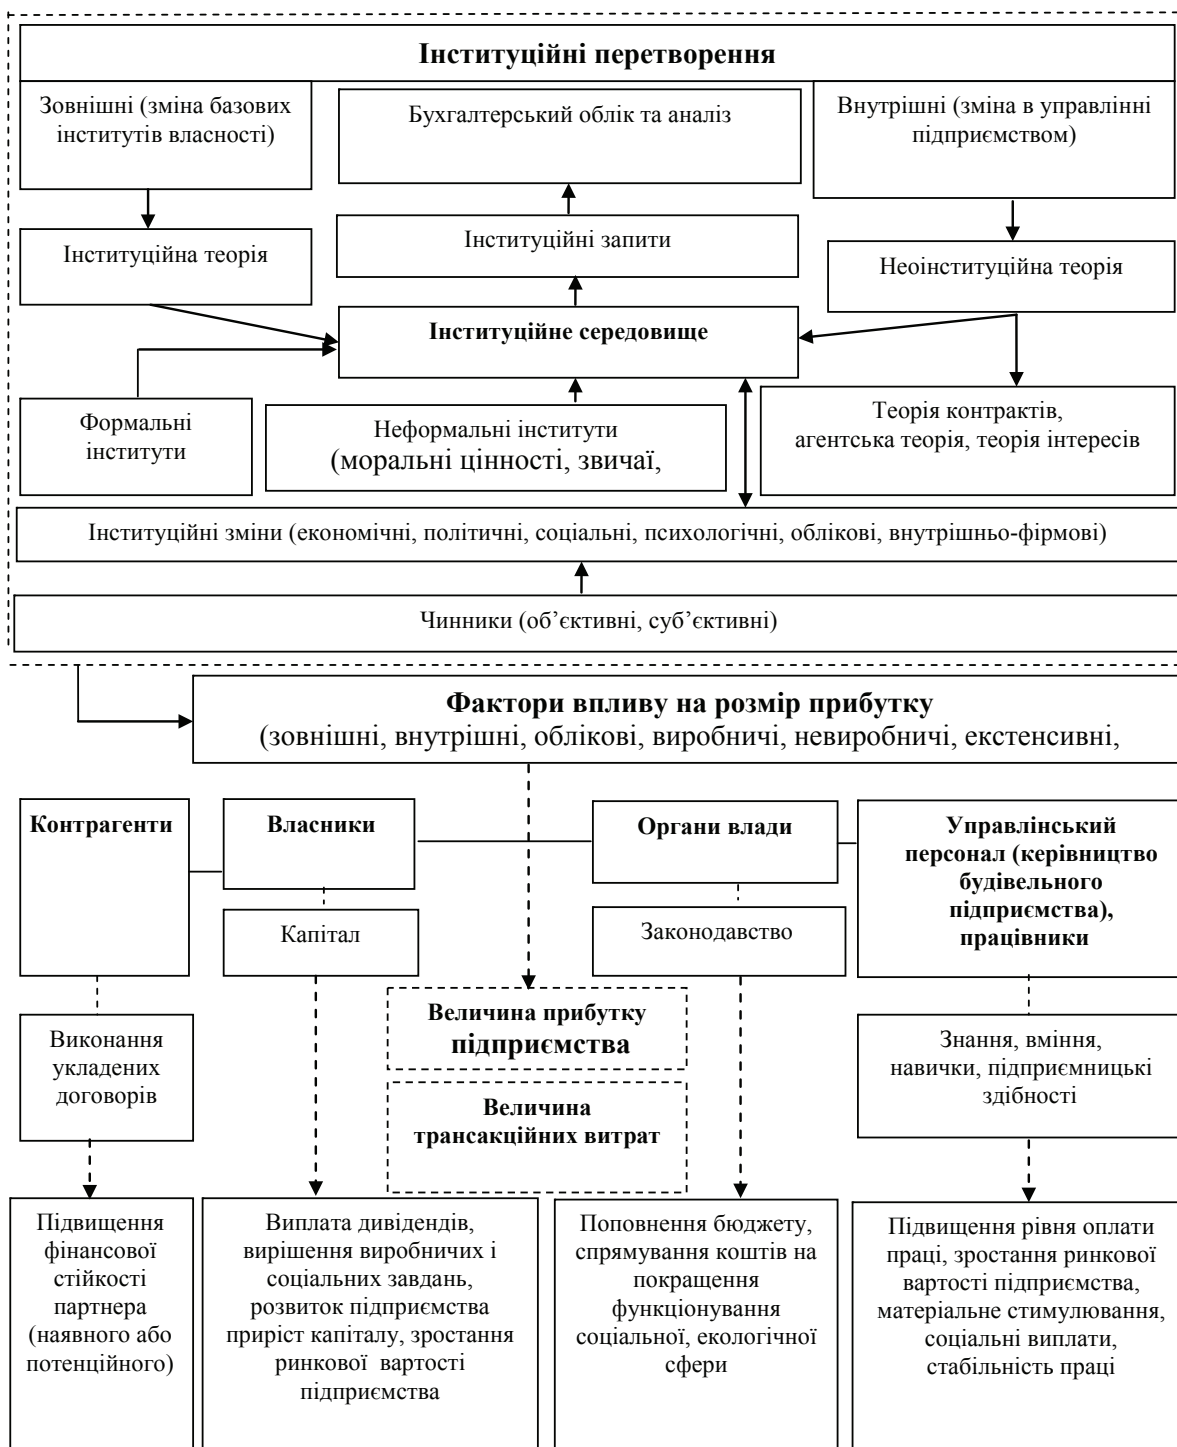 Інституційні перетворення
Зовнішні (зміна базових
інститутів власності)
Бухгалтерський облік та аналіз
Внутрішні (зміна в управлінні
підприємством)
Інституційна теорія
Інституційні запити
Неоінституційна теорія
Інституційне середовище
Формальні
інститути
Неформальні інститути
(моральні цінності, звичаї,
Теорія контрактів,
агентська теорія, теорія інтересів
Інституційні зміни (економічні, політичні, соціальні, психологічні, облікові, внутрішньо-фірмові)
Чинники (об’єктивні, суб’єктивні)
Фактори впливу на розмір прибутку
(зовнішні, внутрішні, облікові, виробничі, невиробничі, екстенсивні,
Контрагенти
Власники
Органи влади
Управлінський
персонал (керівництво
будівельного
підприємства),
працівники
Капітал
Законодавство
Величина прибутку
підприємства
Виконання
укладених
договорів
Знання, вміння,
навички, підприємницькі
здібності
Величина
трансакційних витрат
Підвищення
фінансової
стійкості
партнера
(наявного або
потенційного)
Виплата дивідендів,
вирішення виробничих і
соціальних завдань,
розвиток підприємства
приріст капіталу, зростання
ринкової вартості
підприємства
Поповнення бюджету,
спрямування коштів на
покращення
функціонування
соціальної, екологічної
сфери
Підвищення рівня оплати
праці, зростання ринкової
вартості підприємства,
матеріальне стимулювання,
соціальні виплати,
стабільність праці